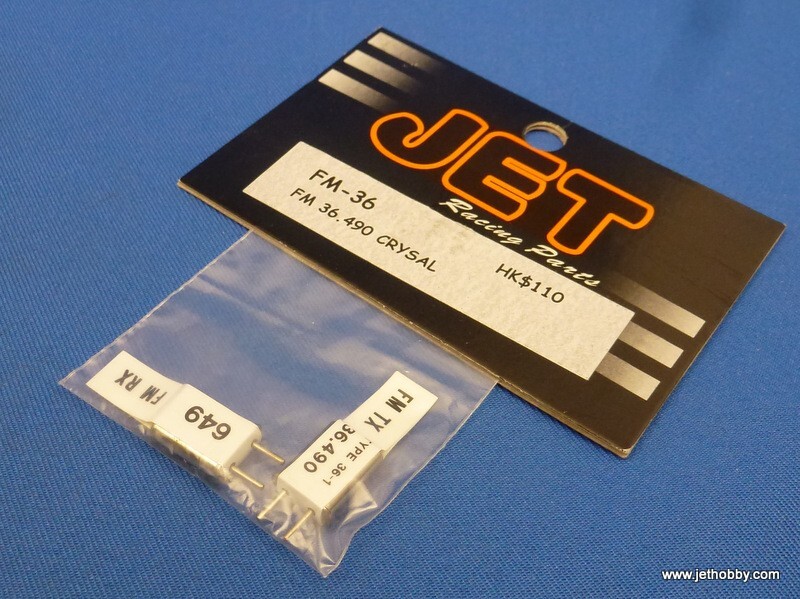 JET
Racing Parts
FM-36
FM 36.490 CRYSAL
HK$110
FM RX
649
FM TX
36.490
TYPE 36-1
www.jethobby.com